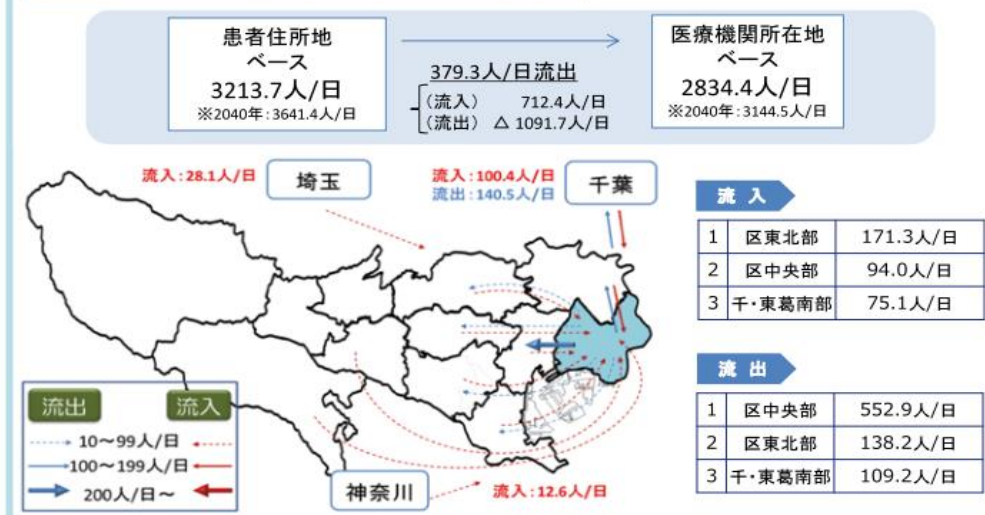 患者住所地
ベース
3213.7人/日
※2040年:3641.4人/日
379.3人/日流出
(流入) 712.4人/日
(流出) △ 1091.7人/日
医療機関所在地
ベース
2834.4人/日
※2040年:3144.5人/日
流入:28.1人/日
埼玉
流入:100.4人/日
流出:140.5人/日
千葉
流 入
1 区東北部 171.3人/日
2 区中央部 94.0人/日
3 千・東葛南部 75.1人/日
流 出
1 区中央部 552.9人/日
2 区東北部 138.2人/日
3 千・東葛南部 109.2人/日
流出 流入
10~99人/日
100~199人/日
200人/日~
神奈川
流入:12.6人/日